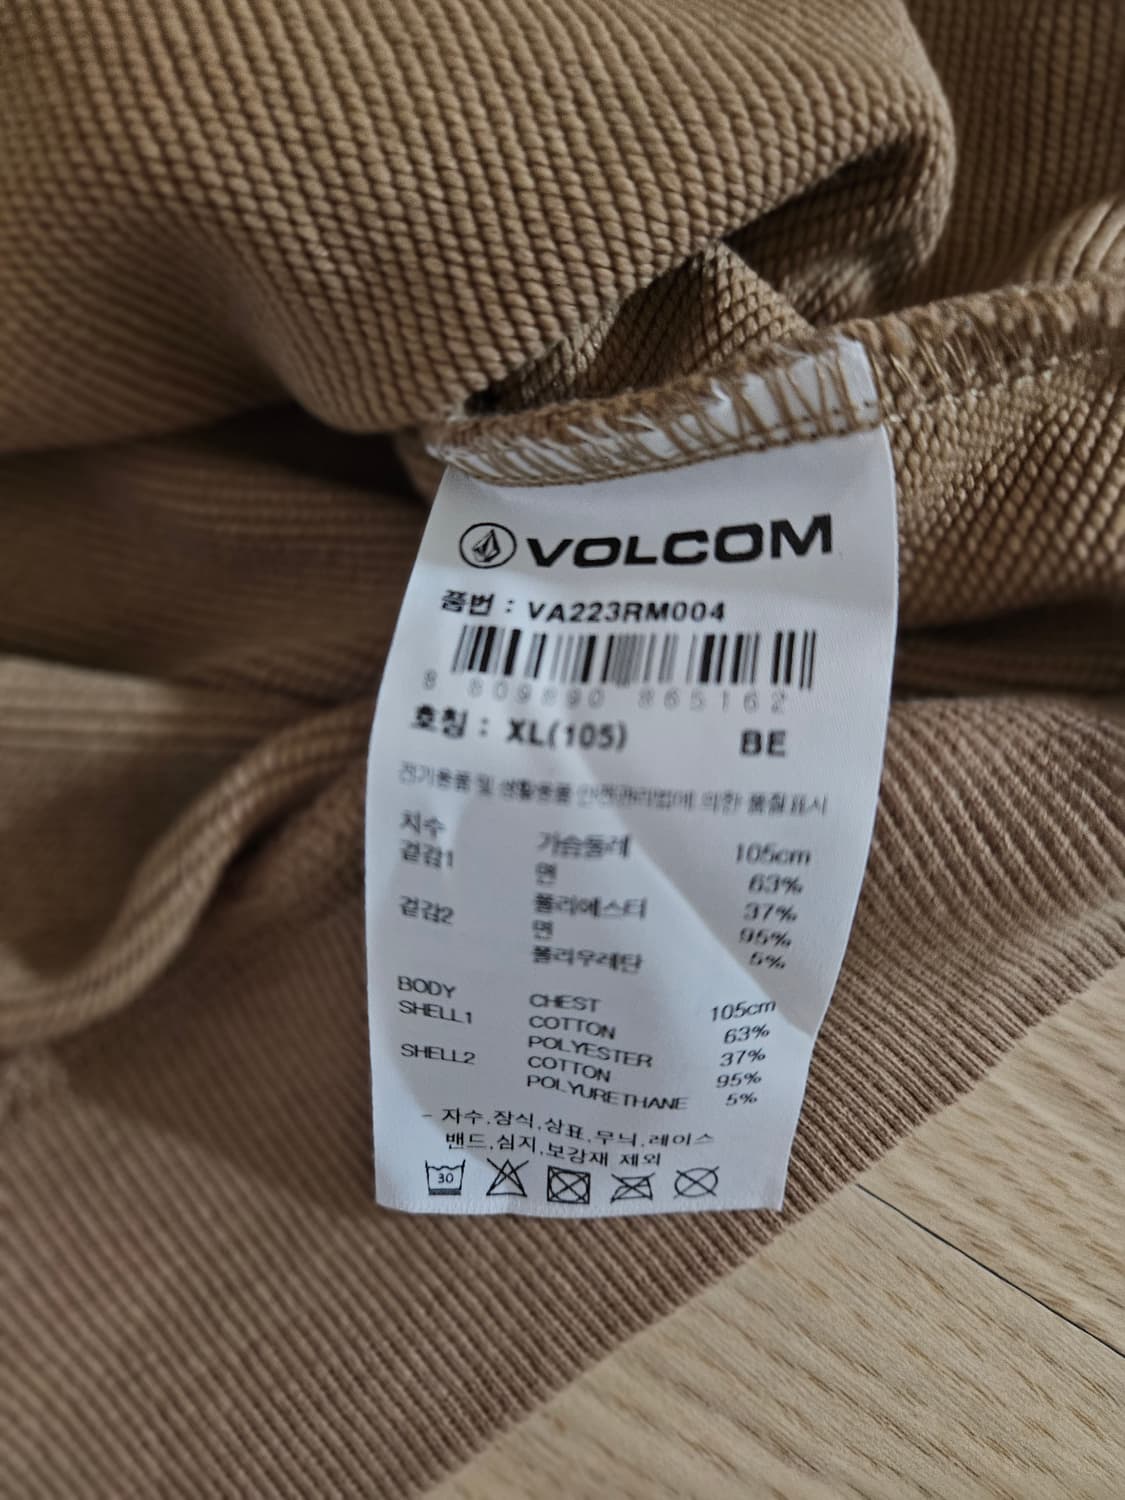 VOLCOM
품번 : VA223RM004
8 809690 865162
호칭 : XL(105) BE
전기용품 및 생활용품 안전관리법에 의한 품질표시
치수 가슴둘레 105cm
겉감1 면 63%
폴리에스터 37%
겉감2 면 95%
폴리우레탄 5%
BODY CHEST 105cm
SHELL1 COTTON 63%
POLYESTER 37%
SHELL2 COTTON 95%
POLYURETHANE 5%
- 자수.장식.상표.무늬.레이스
밴드.심지.보강재 제외
30